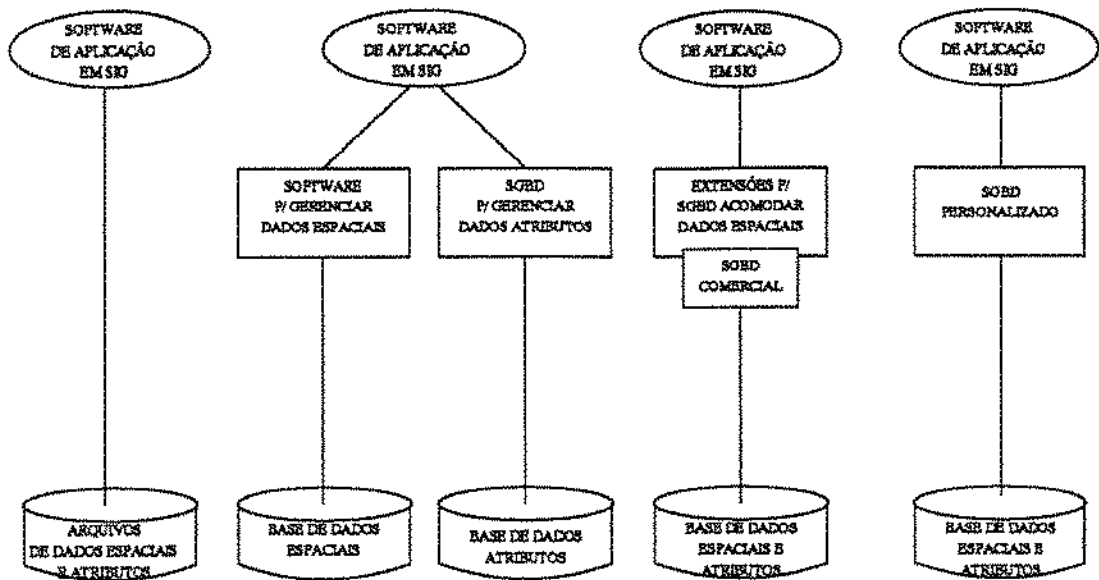 SOFTWARE
DE APLICAÇÃO
EM SIG
SOFTWARE
DE APLICAÇÃO
EM SIG
SOFTWARE
DE APLICAÇÃO
EM SIG
SOFTWARE
DE APLICAÇÃO
EM SIG
SOFTWARE
P/ GERENCIAR
DADOS ESPACIAIS
SGBD
P/ GERENCIAR
DADOS ATRIBUTOS
EXTENSÕES P/
SGBD ACOMODAR
DADOS ESPACIAIS
SGBD
COMERCIAL
SGBD
PERSONALIZADO
ARQUIVOS
DE DADOS ESPACIAIS
E ATRIBUTOS
BASE DE DADOS
ESPACIAIS
BASE DE DADOS
ATRIBUTOS
BASE DE DADOS
ESPACIAIS E
ATRIBUTOS
BASE DE DADOS
ESPACIAIS E
ATRIBUTOS